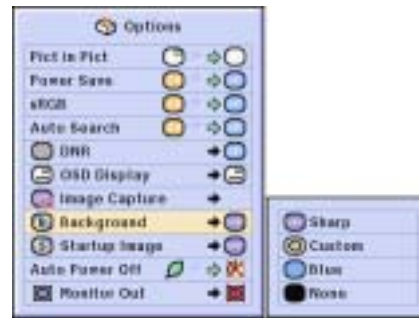 Options
Pict in Pict
Power Save
sRGB
Auto Search
DNR
OSD Display
Image Capture
Background
Startup Image
Auto Power Off
Monitor Out
Sharp
Custom
Blue
None